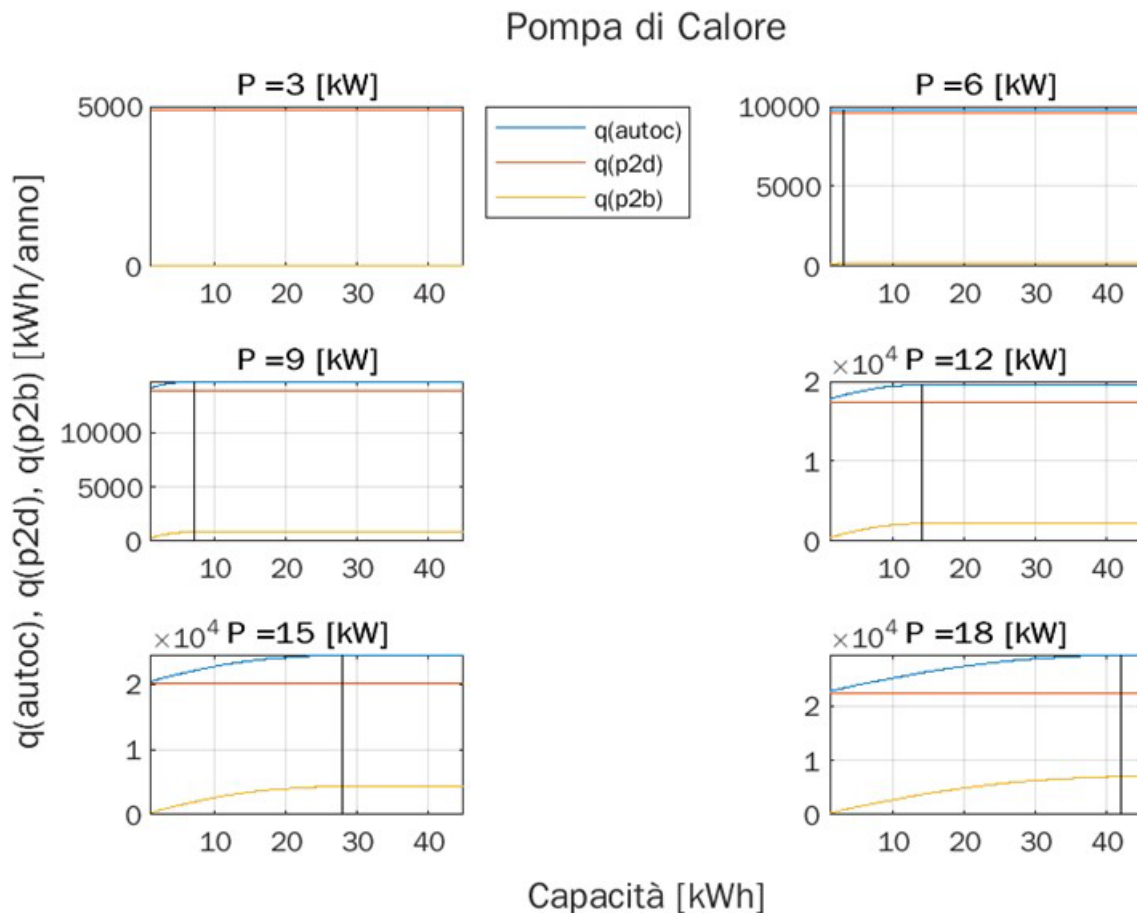 Pompa di Calore
q(autoc), q(p2d), q(p2b) [kWh/anno]
P =3 [kW]
5000
0
10 20 30 40
q(autoc)
q(p2d)
q(p2b)
P =6 [kW]
10000
5000
0
10 20 30 40
P =9 [kW]
10000
5000
0
10 20 30 40
×10⁴ P =12 [kW]
2
1
0
10 20 30 40
×10⁴ P =15 [kW]
2
1
0
10 20 30 40
×10⁴ P =18 [kW]
2
1
0
10 20 30 40
Capacità [kWh]